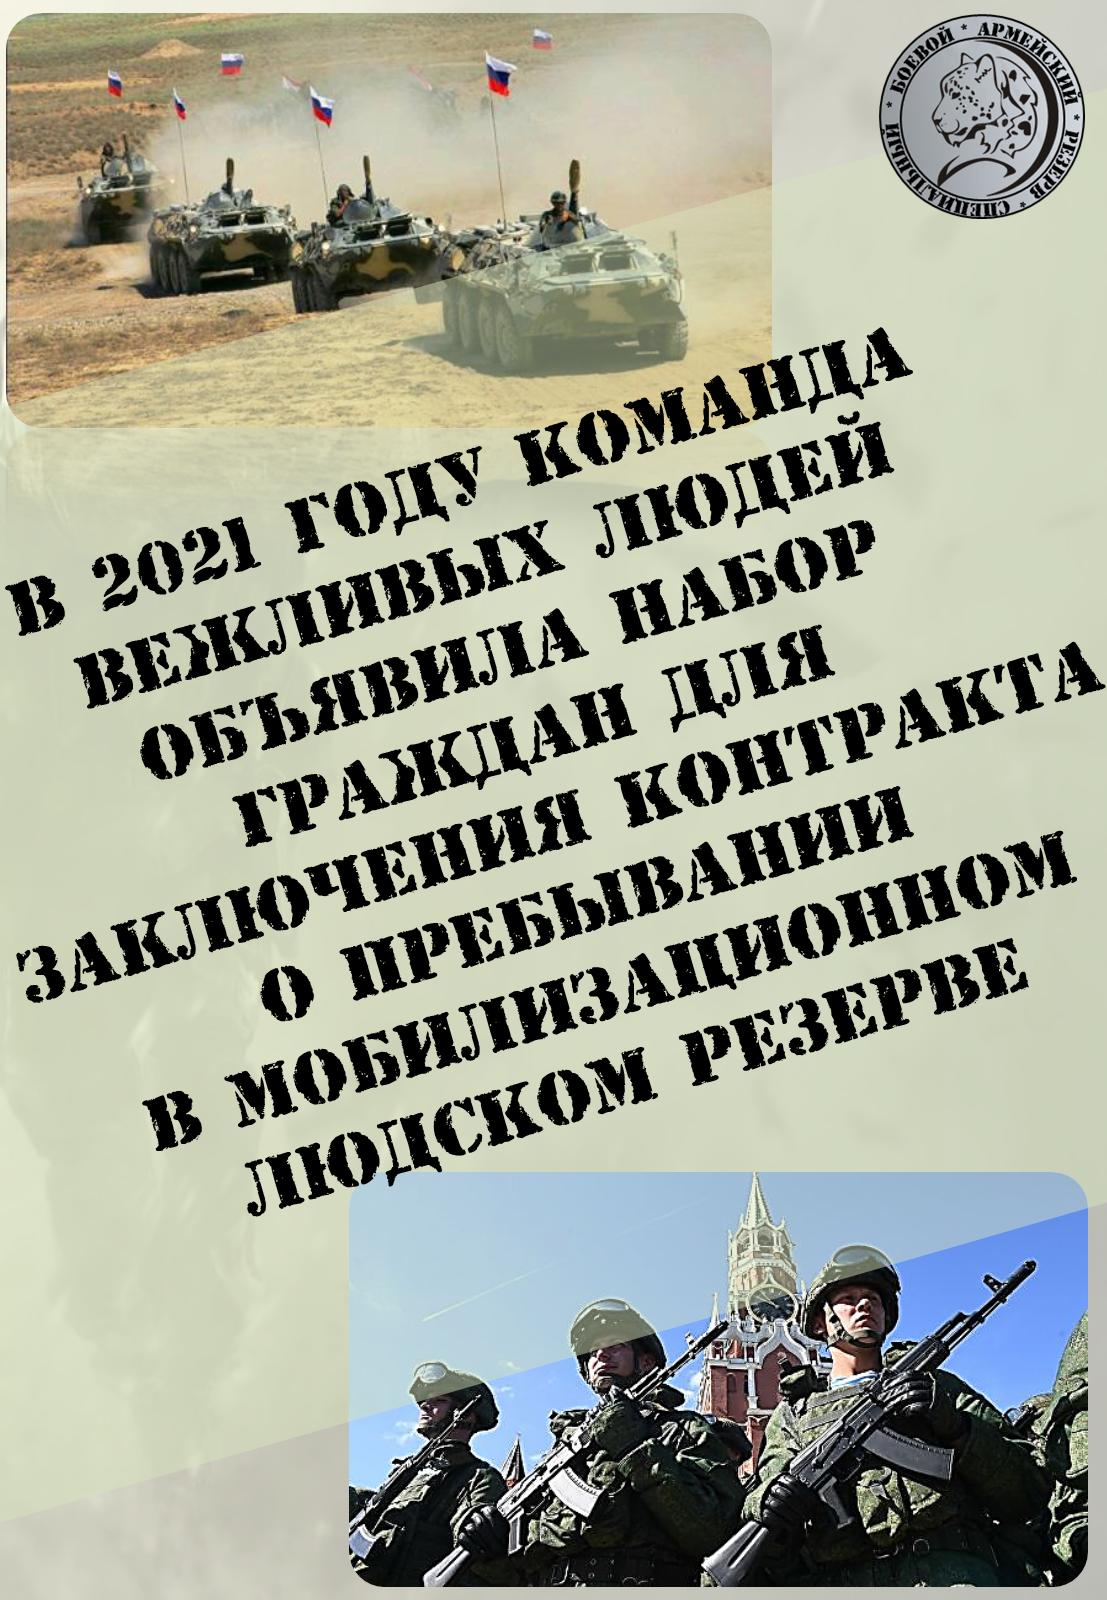 БОЕВОЙ * АРМЕЙСКИЙ * РЕЗЕРВ * СПЕЦИАЛЬНЫЙ *
В 2021 ГОДУ КОМАНДА
ВЕЖЛИВЫХ ЛЮДЕЙ
ОБЪЯВИЛА НАБОР
ГРАЖДАН ДЛЯ
ЗАКЛЮЧЕНИЯ КОНТРАКТА
О ПРЕБЫВАНИИ
В МОБИЛИЗАЦИОННОМ
ЛЮДСКОМ РЕЗЕРВЕ